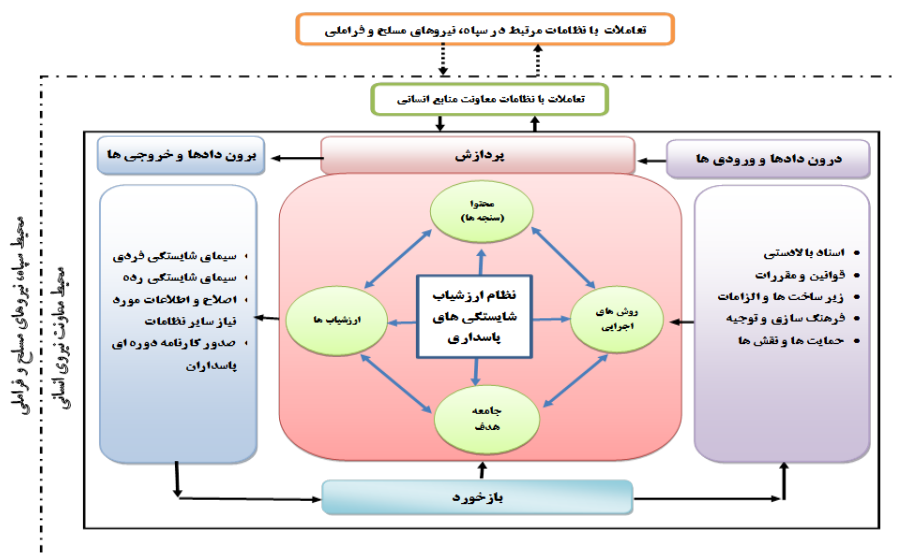 تعاملات با نظامات مرتبط در سپاه، نیروهای مسلح و فراملی
تعاملات با نظامات معاونت منابع انسانی
درون دادها و ورودی ها
پردازش
برون دادها و خروجی ها
اسناد بالادستی
قوانین و مقررات
زیر ساخت ها و الزامات
فرهنگ سازی و توجیه
حمایت ها و نقش ها
محتوا
(سنجه ها)
روش های
اجرایی
نظام ارزشیاب
شایستگی های
پاسداری
ارزشیاب ها
جامعه
هدف
سیمای شایستگی فردی
سیمای شایستگی رده
اصلاح و اطلاعات مورد
نیاز سایر نظامات
صدور کارنامه دوره ای
پاسداران
بازخورد
محیط معاونت نیروی انسانی
محیط سپاه، نیروهای مسلح و فراملی